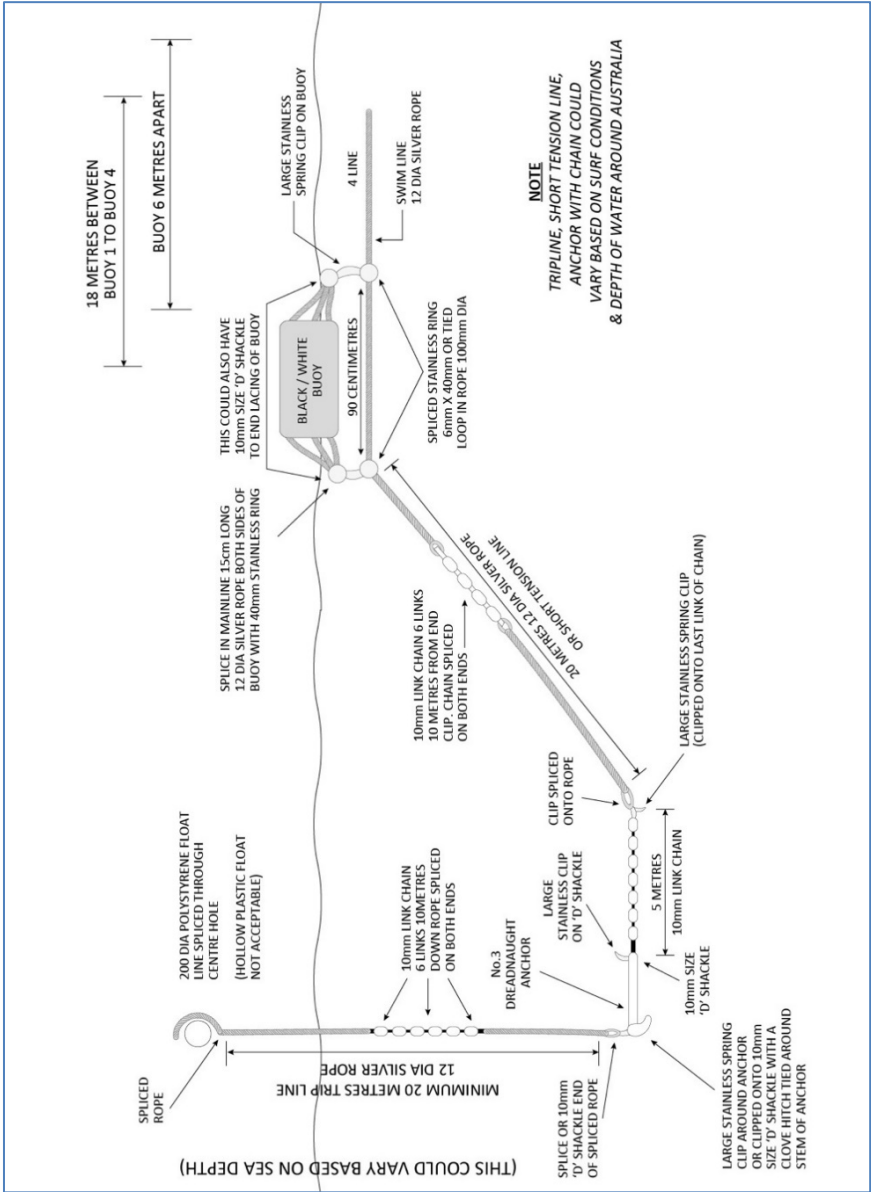 18 METRES BETWEEN
BUOY 1 TO BUOY 4
BUOY 6 METRES APART
LARGE STAINLESS
SPRING CLIP ON BUOY
4 LINE
SWIM LINE
12 DIA SILVER ROPE
THIS COULD ALSO HAVE
10mm SIZE 'D' SHACKLE
TO END LACING OF BUOY
BLACK / WHITE
BUOY
90 CENTIMETRES
SPLICED STAINLESS RING
6mm X 40mm OR TIED
LOOP IN ROPE 100mm DIA
NOTE
TRIPLINE, SHORT TENSION LINE,
ANCHOR WITH CHAIN COULD
VARY BASED ON SURF CONDITIONS
& DEPTH OF WATER AROUND AUSTRALIA
SPLICE IN MAINLINE 15cm LONG
12 DIA SILVER ROPE BOTH SIDES OF
BUOY WITH 40mm STAINLESS RING
10mm LINK CHAIN 6 LINKS
10 METRES FROM END
CLIP. CHAIN SPLICED
ON BOTH ENDS
20 METRES 12 DIA SILVER ROPE
OR SHORT TENSION LINE
200 DIA POLYSTYRENE FLOAT
LINE SPLICED THROUGH
CENTRE HOLE
(HOLLOW PLASTIC FLOAT
NOT ACCEPTABLE)
SPLICED
ROPE
10mm LINK CHAIN
6 LINKS 10METRES
DOWN ROPE SPLICED
ON BOTH ENDS
MINIMUM 20 METRES TRIP LINE
12 DIA SILVER ROPE
(THIS COULD VARY BASED ON SEA DEPTH)
No.3
DREADNAUGHT
ANCHOR
LARGE
STAINLESS CLIP
ON 'D' SHACKLE
CLIP SPLICED
ONTO ROPE
LARGE STAINLESS SPRING CLIP
(CLIPPED ONTO LAST LINK OF CHAIN)
5 METRES
10mm LINK CHAIN
10mm SIZE
'D' SHACKLE
SPLICE OR 10mm
'D' SHACKLE END
OF SPLICED ROPE
LARGE STAINLESS SPRING
CLIP AROUND ANCHOR
OR CLIPPED ONTO 10mm
SIZE 'D' SHACKLE WITH A
CLOVE HITCH TIED AROUND
STEM OF ANCHOR